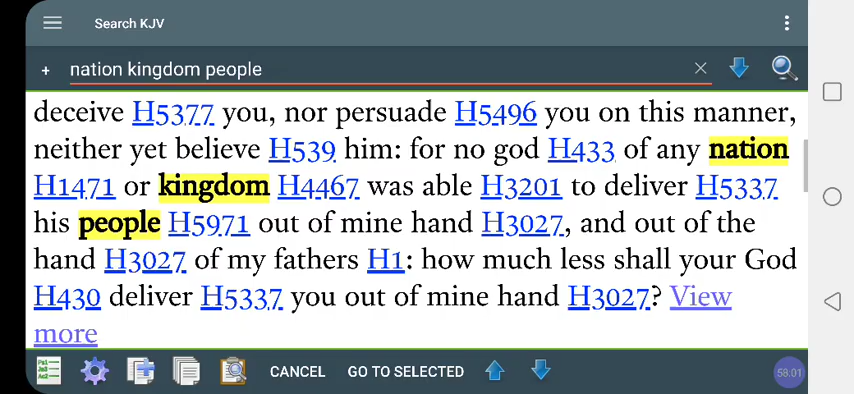 Search KJV
+ nation kingdom people
deceive H5377 you, nor persuade H5496 you on this manner,
neither yet believe H539 him: for no god H433 of any nation
H1471 or kingdom H4467 was able H3201 to deliver H5337
his people H5971 out of mine hand H3027, and out of the
hand H3027 of my fathers H1: how much less shall your God
H430 deliver H5337 you out of mine hand H3027? View
more
CANCEL GO TO SELECTED 58:01